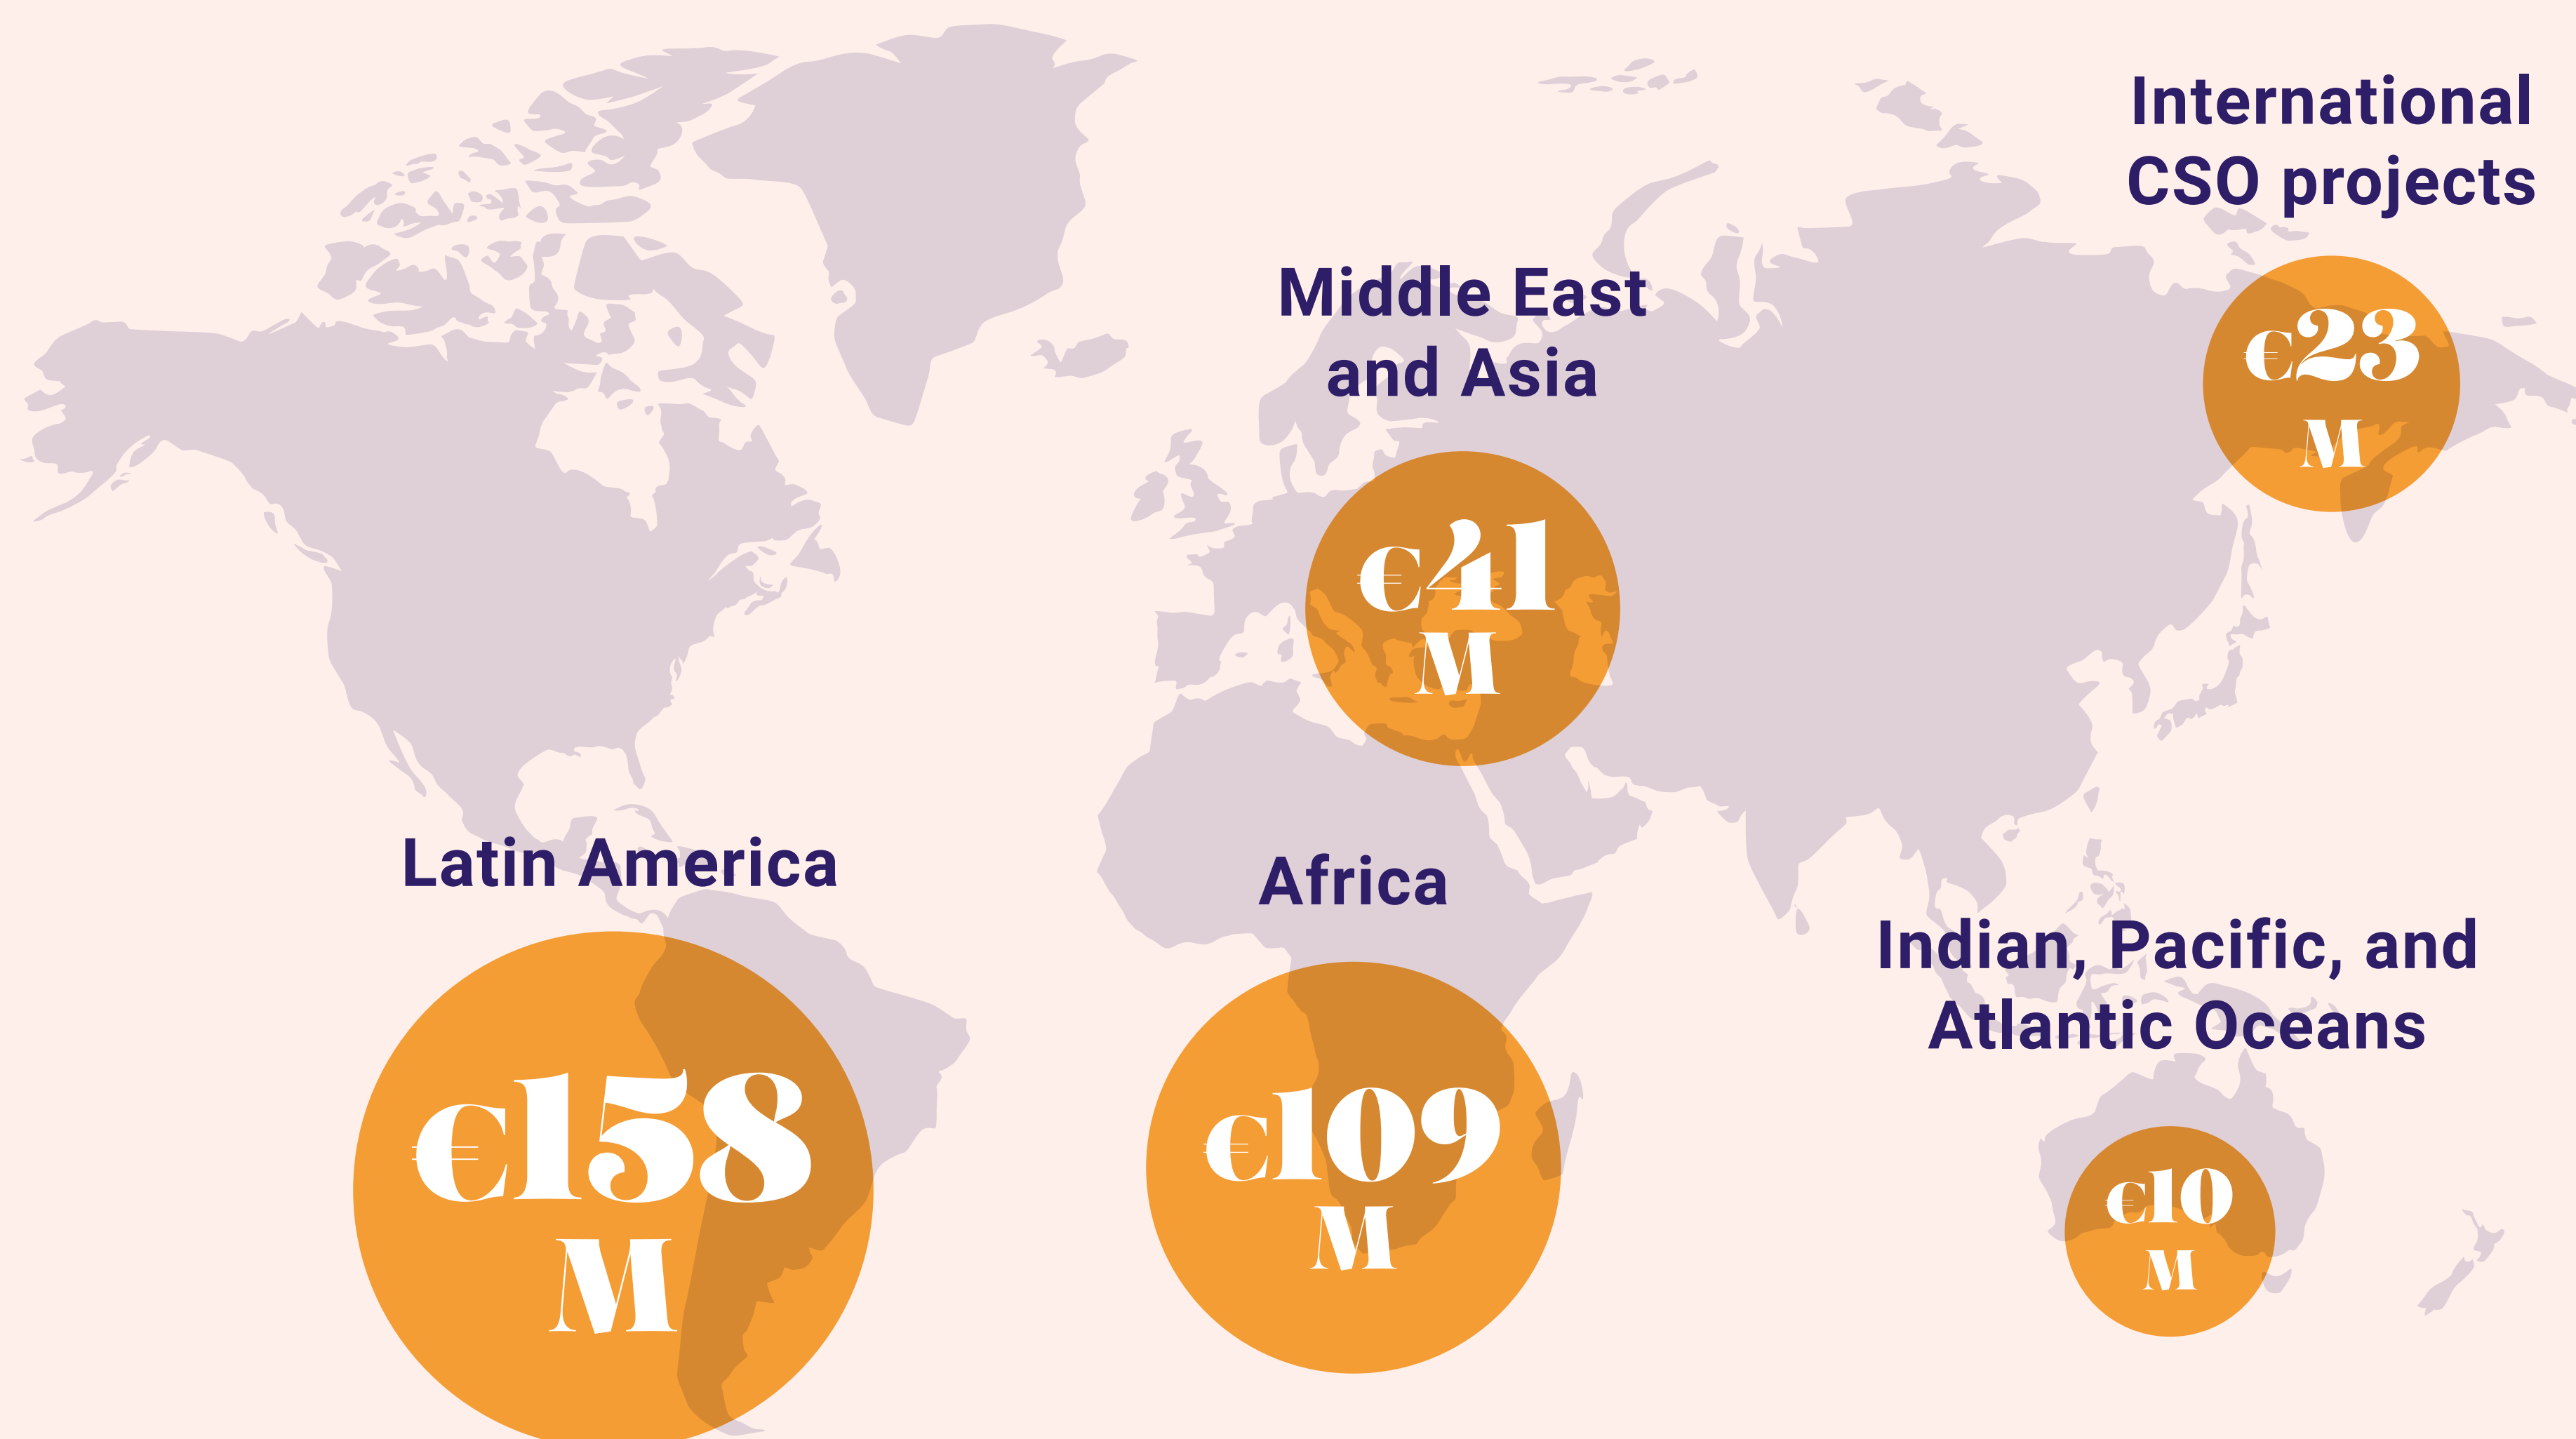 International
CSO projects
€23
M
Middle East
and Asia
€41
M
Latin America
€158
M
Africa
€109
M
Indian, Pacific, and
Atlantic Oceans
€10
M